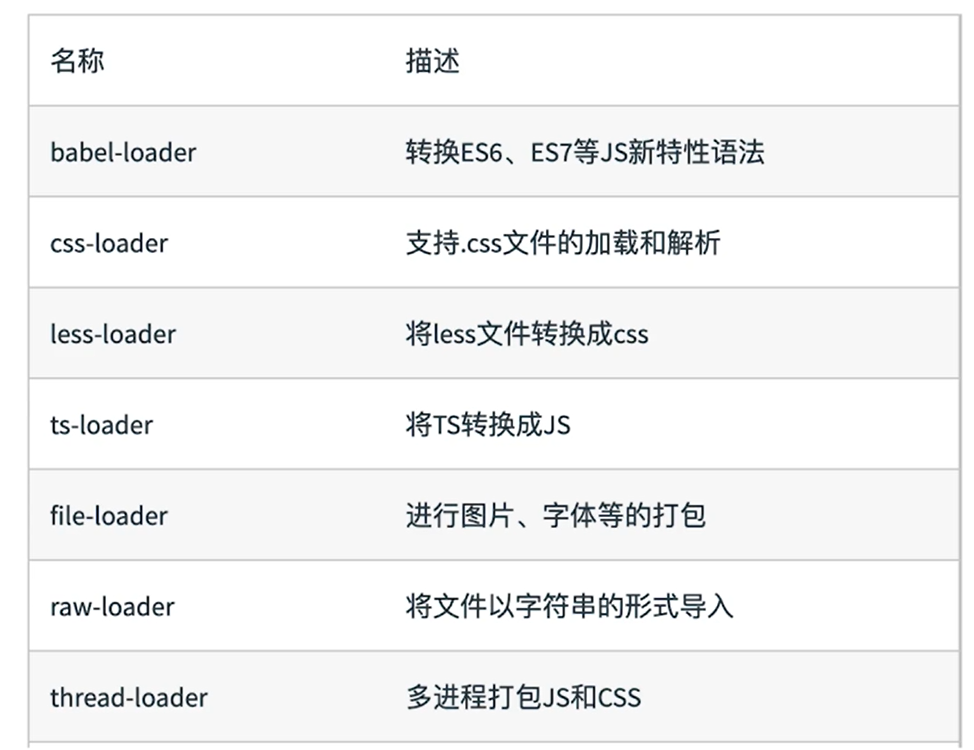 名称 描述
babel-loader 转换ES6、ES7等JS新特性语法
css-loader 支持.css文件的加载和解析
less-loader 将less文件转换成css
ts-loader 将TS转换成JS
file-loader 进行图片、字体等的打包
raw-loader 将文件以字符串的形式导入
thread-loader 多进程打包JS和CSS